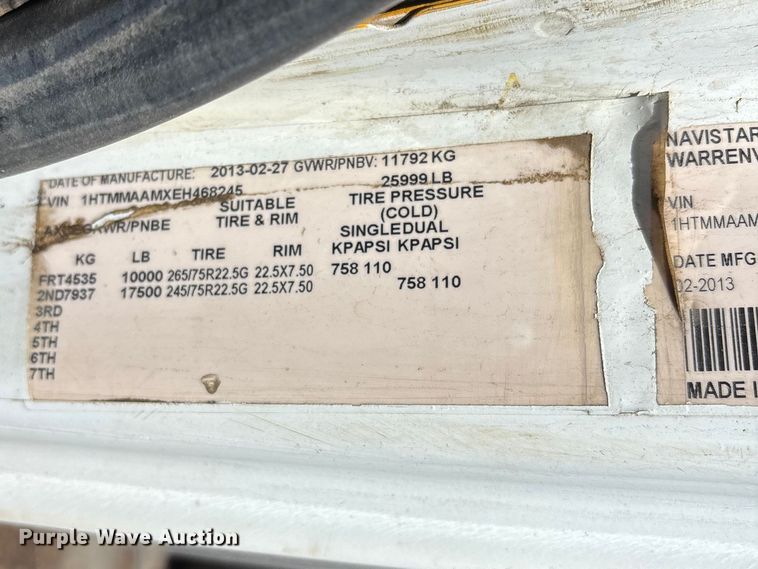 DATE OF MANUFACTURE: 2013-02-27 GVWR/PNBV: 11792 KG
25999 LB
VIN 1HTMMAAMXEH468245
SUITABLE TIRE PRESSURE
TIRE & RIM (COLD)
GKWR/PNBE SINGLEDUAL
KG LB TIRE RIM KPAPSI KPAPSI
FRT4535 10000 265/75R22.5G 22.5X7.50 758 110
2ND7937 17500 245/75R22.5G 22.5X7.50 758 110
3RD
4TH
5TH
6TH
7TH
NAVISTAR
WARRENV
VIN
1HTMMAAM
DATE MFG
02-2013
MADE I
Purple Wave Auction